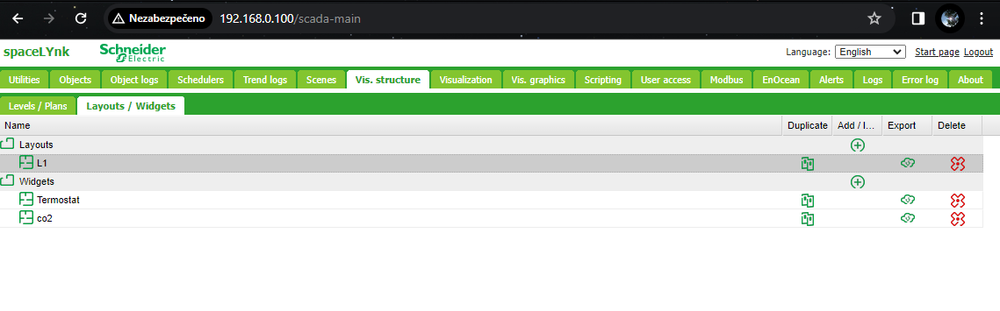 Nezabezpečeno 192.168.0.100/scada-main
spaceLYnk Schneider Electric Language: English Start page Logout
Utilities Objects Object logs Schedulers Trend logs Scenes Vis. structure Visualization Vis. graphics Scripting User access Modbus EnOcean Alerts Logs Error log About
Levels / Plans Layouts / Widgets
Name Duplicate Add / I... Export Delete
Layouts
L1
Widgets
Termostat
co2